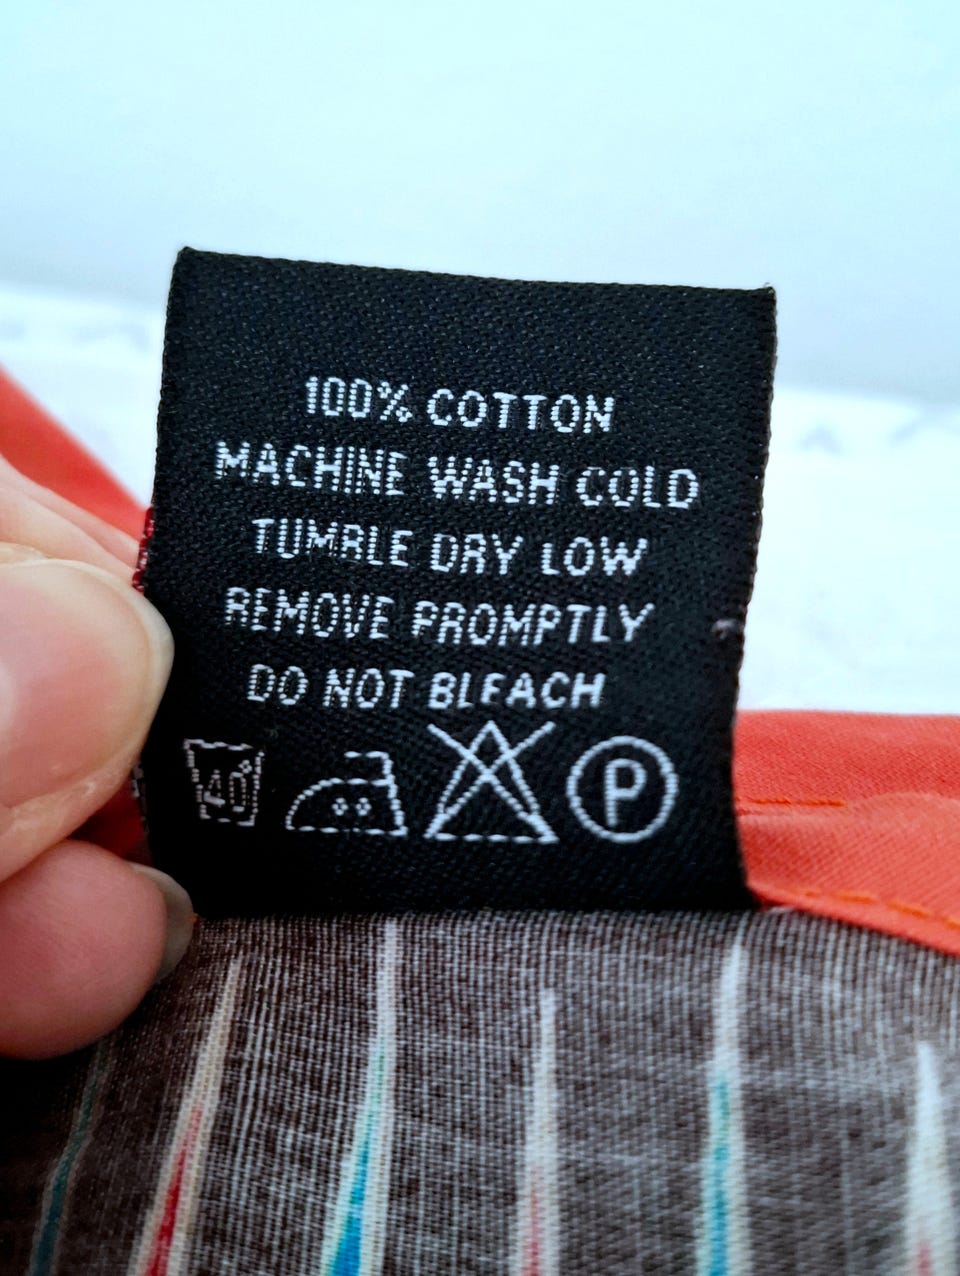 100% COTTON
MACHINE WASH COLD
TUMBLE DRY LOW
REMOVE PROMPTLY
DO NOT BLEACH
40°
P